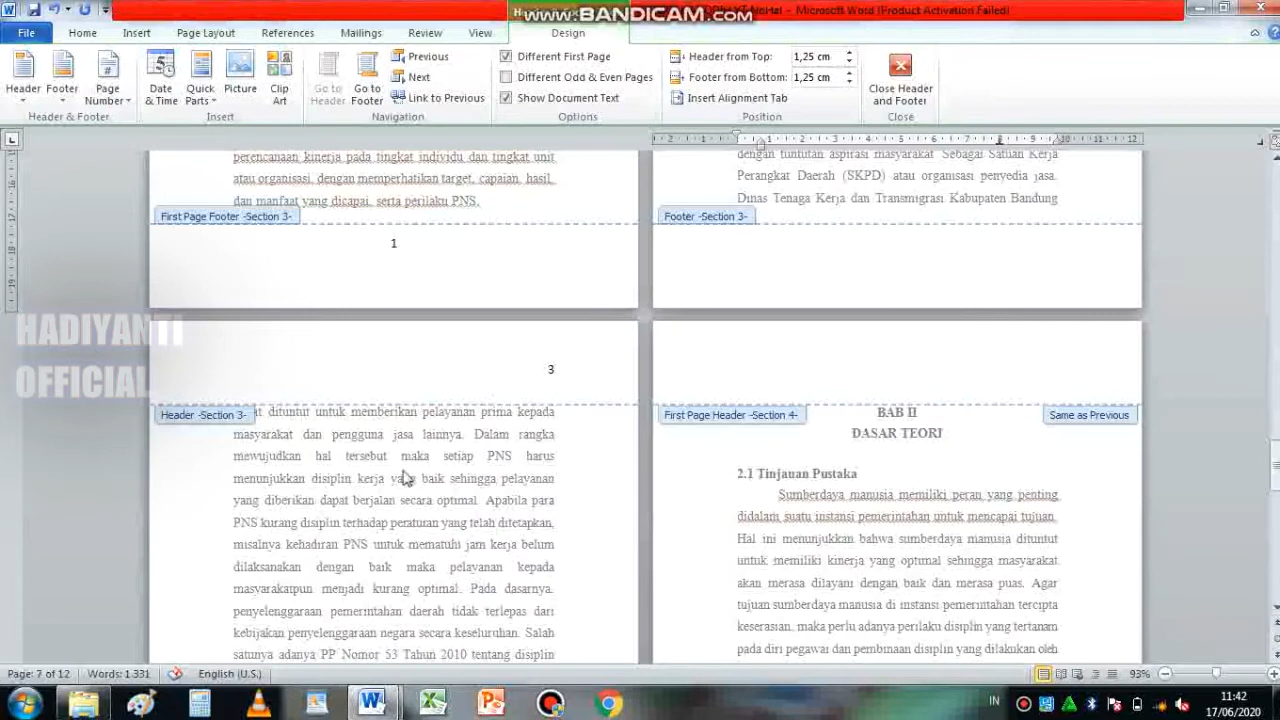 www.BANDICAM.com
NoHal - Microsoft Word (Product Activation Failed)
File Home Insert Page Layout References Mailings Review View Design
Header Footer Page Number
Header & Footer
Date & Time Quick Parts Picture Clip Art
Insert
Go to Header Go to Footer
Previous
Next
Link to Previous
Navigation
Different First Page
Different Odd & Even Pages
Show Document Text
Options
Header from Top: 1,25 cm
Footer from Bottom: 1,25 cm
Insert Alignment Tab
Position
Close Header and Footer
Close
perencanaan kinerja pada tingkat individu dan tingkat unit
atau organisasi, dengan memperhatikan target, capaian, hasil,
dan manfaat yang dicapai, serta perilaku PNS.
First Page Footer -Section 3-
1
dengan tuntutan aspirasi masyarakat Sebagai Satuan Kerja
Perangkat Daerah (SKPD) atau organisasi penyedia jasa.
Dinas Tenaga Kerja dan Transmigrasi Kabupaten Bandung
Footer -Section 3-
HADIYANTI
OFFICIAL
3
Header -Section 3-
dituntut untuk memberikan pelayanan prima kepada
masyarakat dan pengguna jasa lainnya. Dalam rangka
mewujudkan hal tersebut maka setiap PNS harus
menunjukkan disiplin kerja yang baik sehingga pelayanan
yang diberikan dapat berjalan secara optimal. Apabila para
PNS kurang disiplin terhadap peraturan yang telah ditetapkan,
misalnya kehadiran PNS untuk mematuhi jam kerja belum
dilaksanakan dengan baik maka pelayanan kepada
masyarakatpun menjadi kurang optimal. Pada dasarnya,
penyelenggaraan pemerintahan daerah tidak terlepas dari
kebijakan penyelenggaraan negara secara keseluruhan. Salah
satunya adanya PP Nomor 53 Tahun 2010 tentang disiplin
First Page Header -Section 4-
Same as Previous
BAB II
DASAR TEORI
2.1 Tinjauan Pustaka
Sumberdaya manusia memiliki peran yang penting
didalam suatu instansi pemerintahan untuk mencapai tujuan.
Hal ini menunjukkan bahwa sumberdaya manusia dituntut
untuk memiliki kinerja yang optimal sehingga masyarakat
akan merasa dilayani dengan baik dan merasa puas. Agar
tujuan sumberdaya manusia di instansi pemerintahan tercipta
keserasian, maka perlu adanya perilaku disiplin yang tertanam
pada diri pegawai dan pembinaan disiplin yang dilakukan oleh
Page: 7 of 12 Words: 1.331 English (U.S.) 93%
IN
11:42
17/06/2020